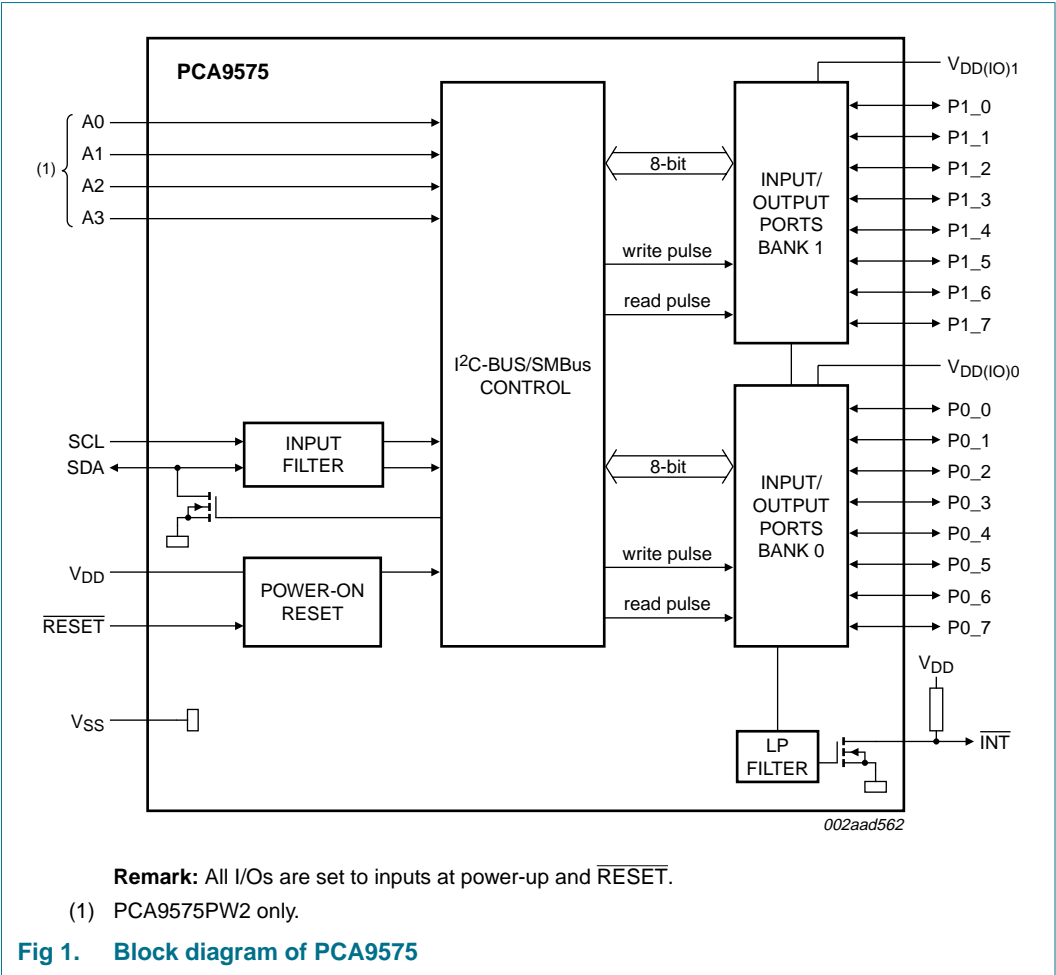 PCA9575
A0
A1
(1)
A2
A3
SCL
SDA
INPUT
FILTER
VDD
RESET
POWER-ON
RESET
VSS
I2C-BUS/SMBus
CONTROL
8-bit
write pulse
read pulse
INPUT/
OUTPUT
PORTS
BANK 1
VDD(IO)1
P1_0
P1_1
P1_2
P1_3
P1_4
P1_5
P1_6
P1_7
8-bit
write pulse
read pulse
INPUT/
OUTPUT
PORTS
BANK 0
VDD(IO)0
P0_0
P0_1
P0_2
P0_3
P0_4
P0_5
P0_6
P0_7
VDD
LP
FILTER
INT
002aad562
Remark: All I/Os are set to inputs at power-up and RESET.
(1) PCA9575PW2 only.
Fig 1. Block diagram of PCA9575